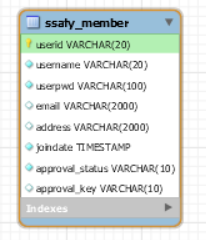 ssafy_member
userid VARCHAR(20)
username VARCHAR(20)
userpwd VARCHAR(100)
email VARCHAR(2000)
address VARCHAR(2000)
joindate TIMESTAMP
approval_status VARCHAR(10)
approval_key VARCHAR(10)
Indexes